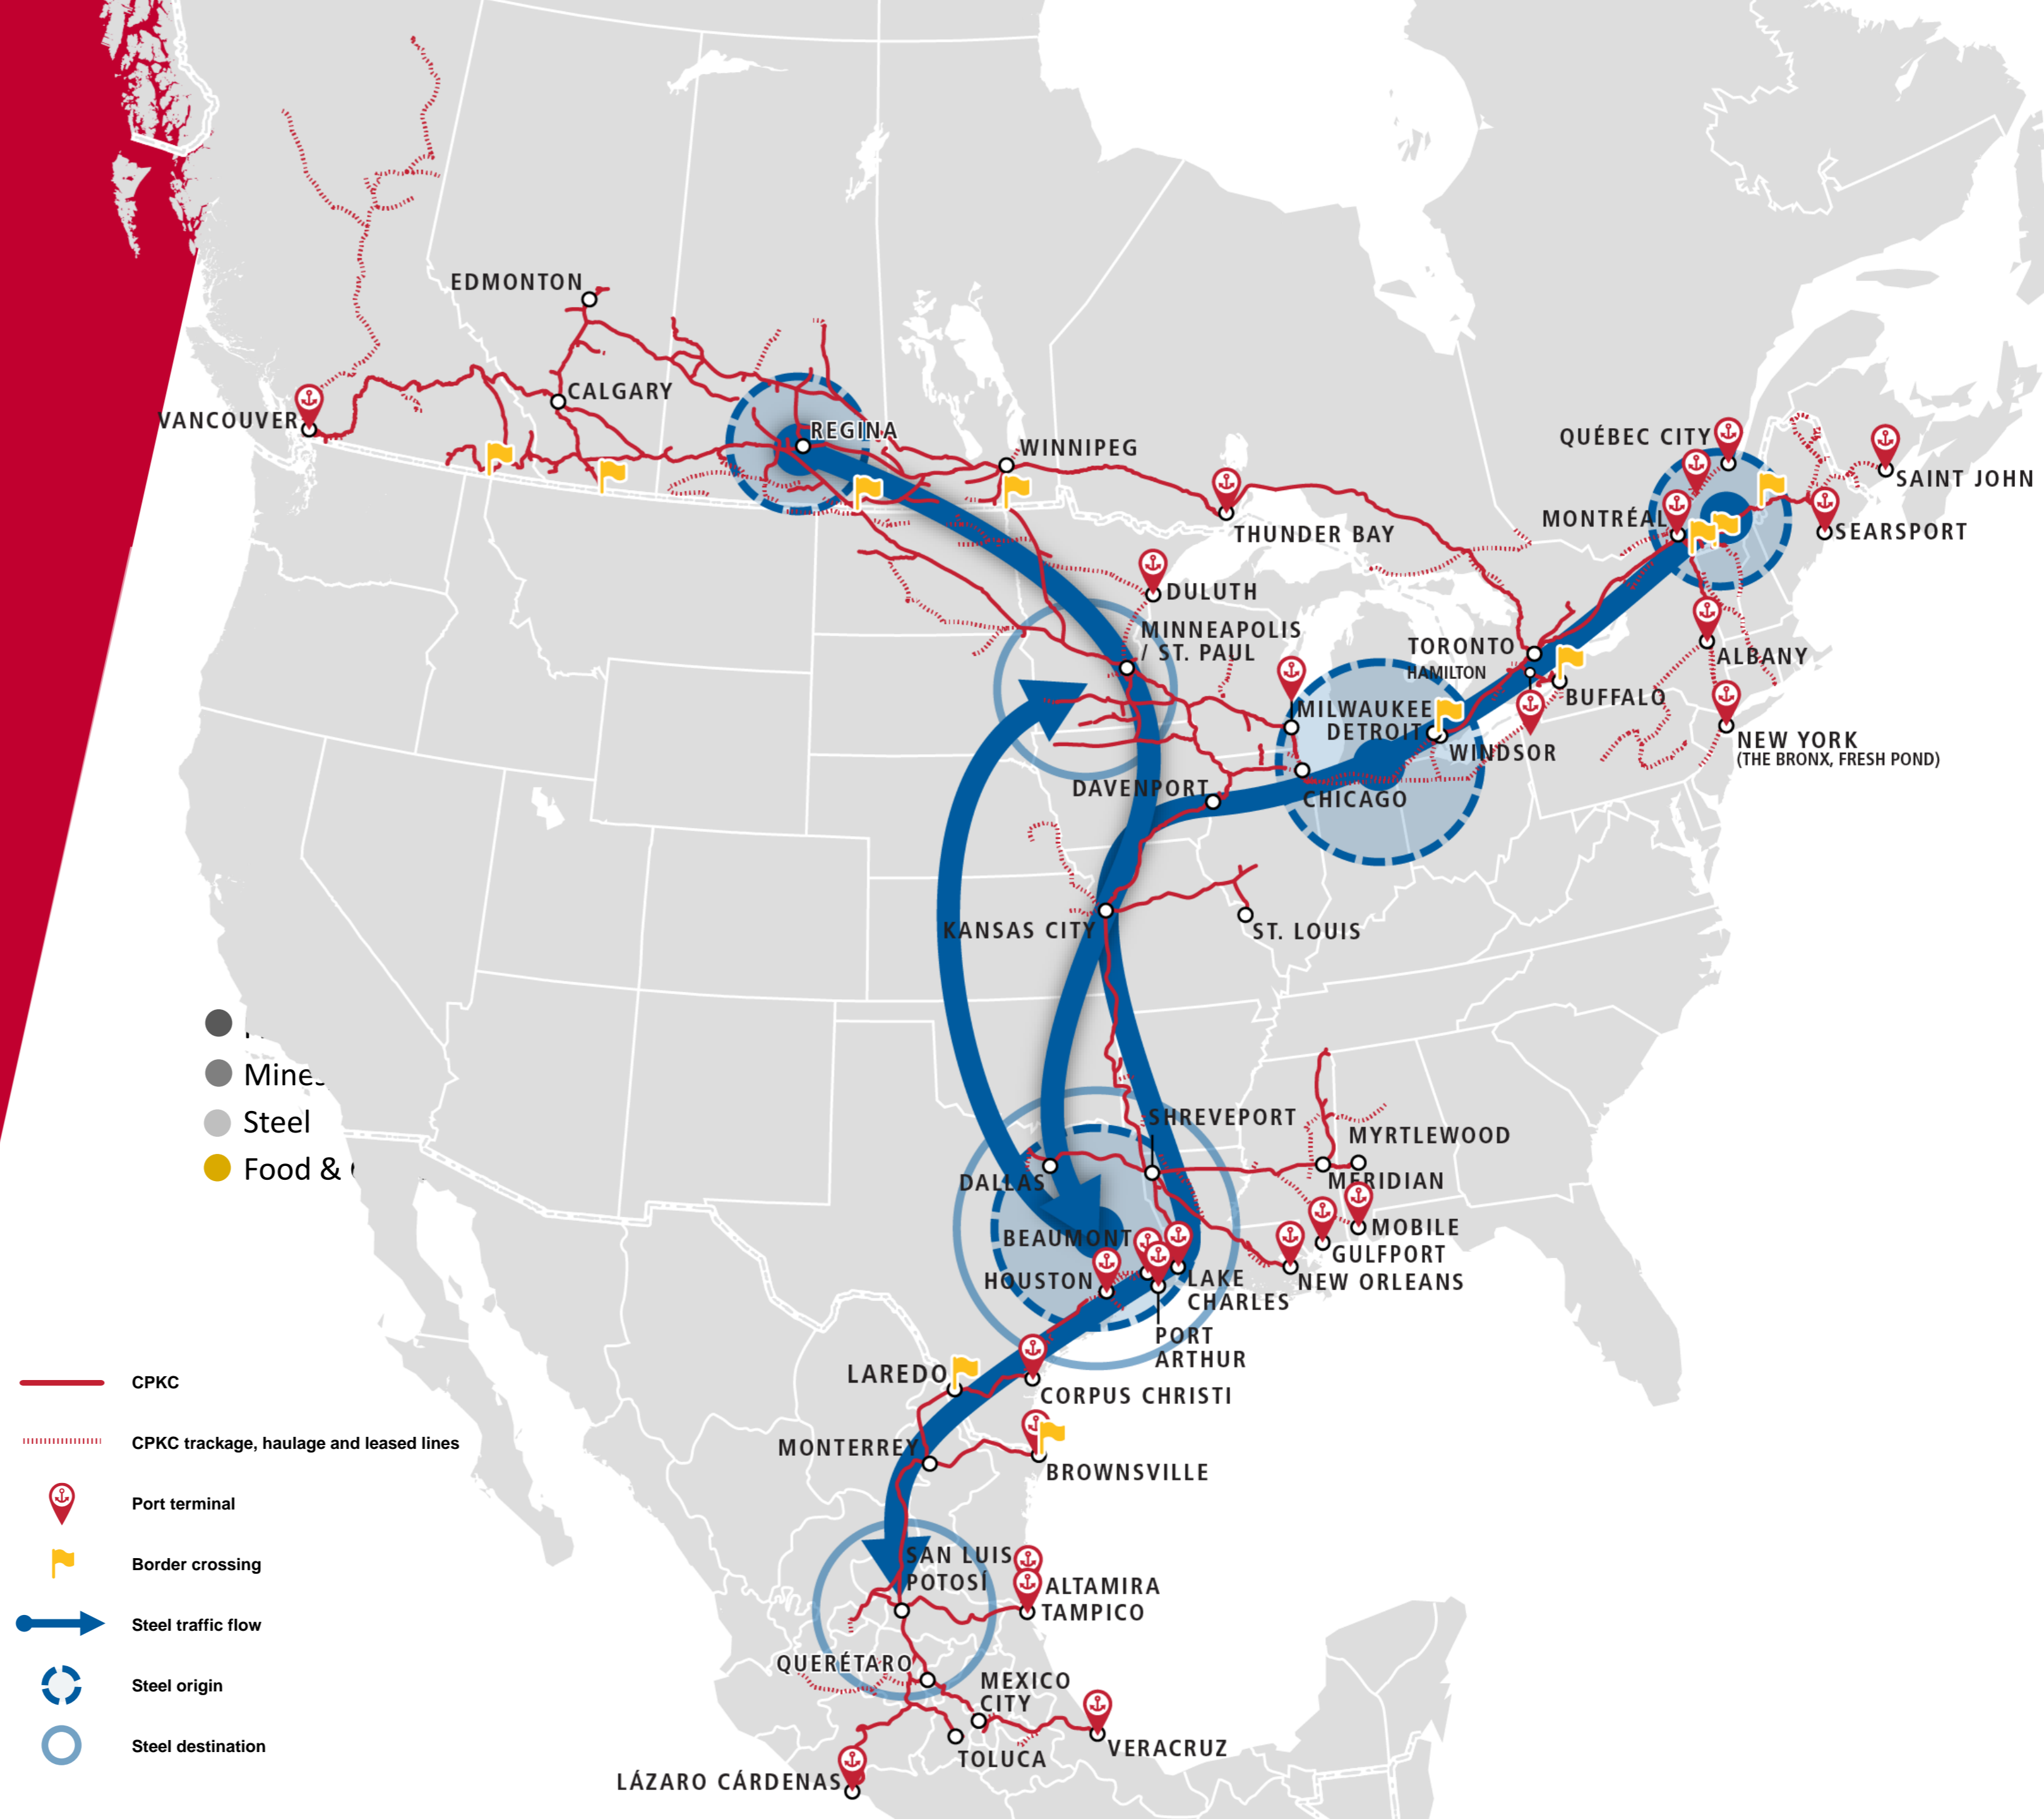 EDMONTON
CALGARY
VANCOUVER
REGINA
WINNIPEG
THUNDER BAY
DULUTH
MINNEAPOLIS
/ ST. PAUL
QUÉBEC CITY
SAINT JOHN
MONTRÉAL
SEARSPORT
TORONTO
HAMILTON
ALBANY
BUFFALO
MILWAUKEE
DETROIT
WINDSOR
NEW YORK
(THE BRONX, FRESH POND)
DAVENPORT
CHICAGO
KANSAS CITY
ST. LOUIS
Mines
Steel
Food &
SHREVEPORT
MYRTLEWOOD
DALLAS
MERIDIAN
BEAUMONT
MOBILE
GULFPORT
HOUSTON
LAKE
CHARLES
NEW ORLEANS
PORT
ARTHUR
LAREDO
CORPUS CHRISTI
MONTERREY
BROWNSVILLE
SAN LUIS
POTOSÍ
ALTAMIRA
TAMPICO
QUERÉTARO
MEXICO
CITY
TOLUCA
VERACRUZ
LÁZARO CÁRDENAS
CPKC
CPKC trackage, haulage and leased lines
Port terminal
Border crossing
Steel traffic flow
Steel origin
Steel destination